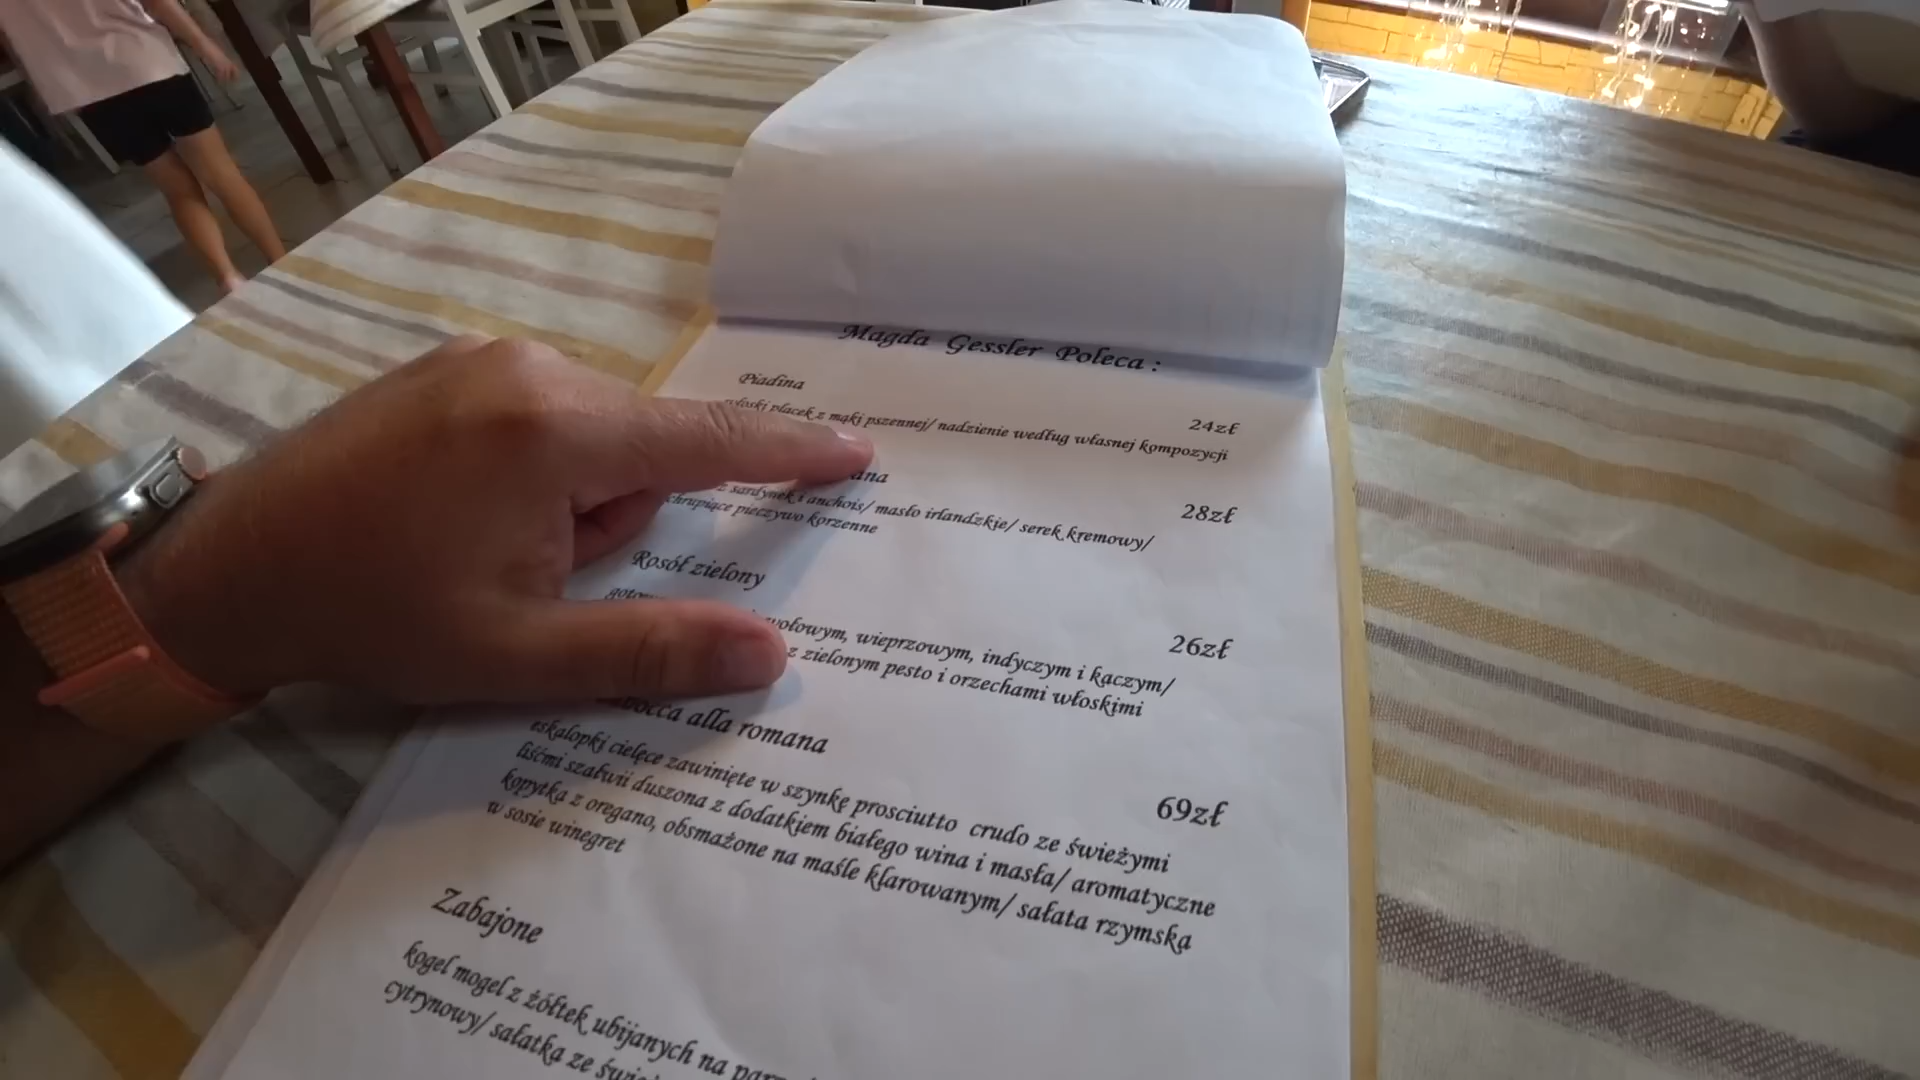 Magda Gessler Poleca :
Piadina
24zł
włoski placek z mąki pszennej/ nadzienie według własnej kompozycji
28zł
z sardynek i anchois/ masło irlandzkie/ serek kremowy/
chrupiące pieczywo korzenne
Rosół zielony
26zł
wołowym, wieprzowym, indyczym i kaczym/
z zielonym pesto i orzechami włoskimi
alla romana
69zł
eskalopki cielęce zawinięte w szynkę prosciutto crudo ze świeżymi
liśćmi szałwii duszona z dodatkiem białego wina i masła/ aromatyczne
kopytka z oregano, obsmażone na maśle klarowanym/ sałata rzymska
w sosie winegret
Zabajone
kogel mogel z żółtek ubijanych na
cytrynowy/ sałatka ze